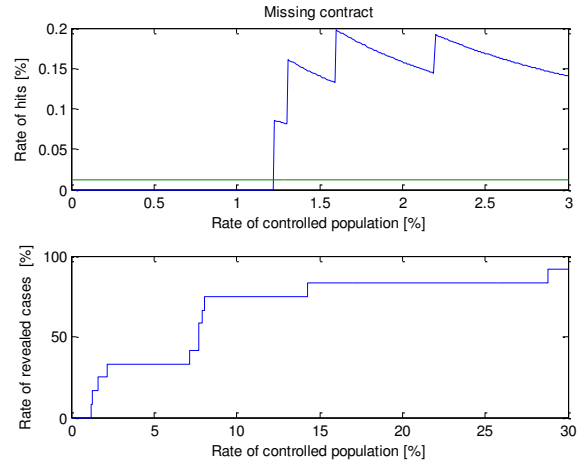 Missing contract
Rate of hits [%]
0.2
0.15
0.1
0.05
0
0 0.5 1 1.5 2 2.5 3
Rate of controlled population [%]
Rate of revealed cases [%]
100
50
0
0 5 10 15 20 25 30
Rate of controlled population [%]